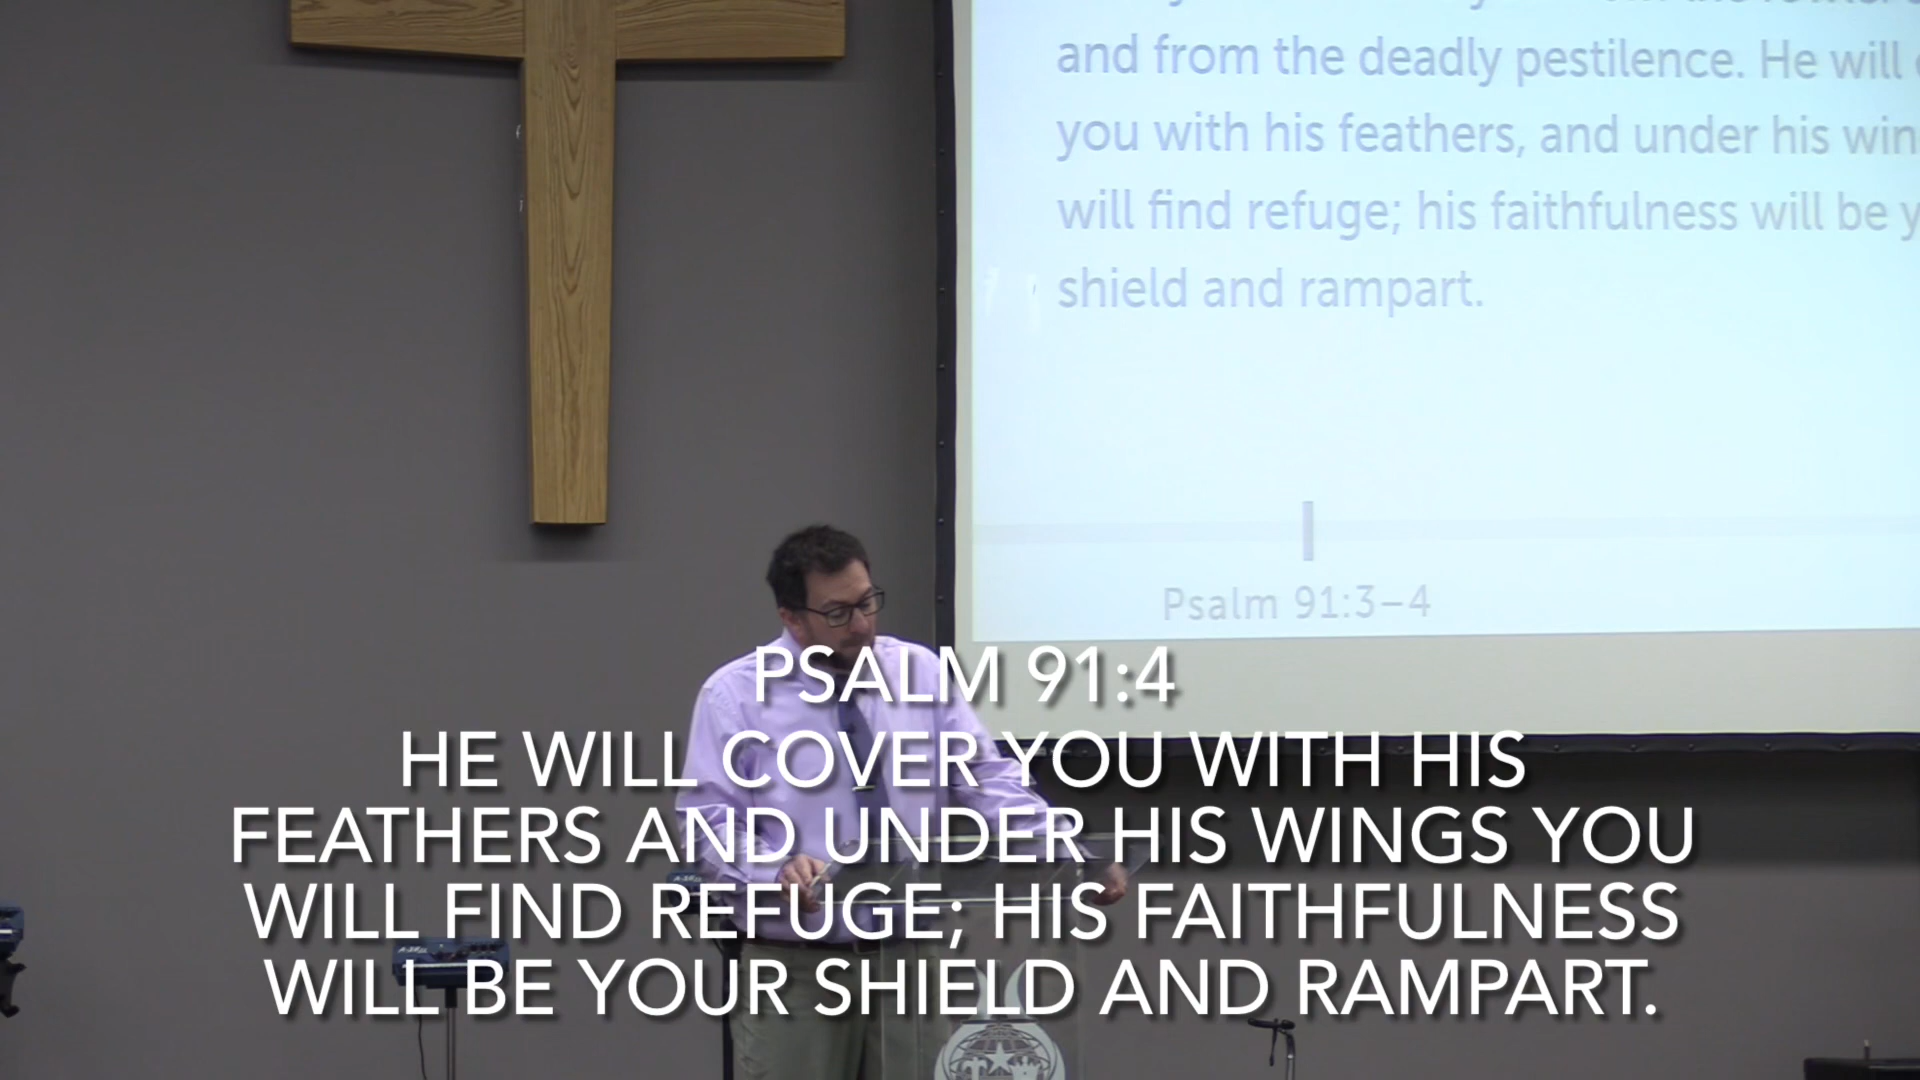 and from the deadly pestilence. He will
you with his feathers, and under his
will find refuge; his faithfulness will be
shield and rampart.
Psalm 91:3–4
PSALM 91:4
HE WILL COVER YOU WITH HIS
FEATHERS AND UNDER HIS WINGS YOU
WILL FIND REFUGE; HIS FAITHFULNESS
WILL BE YOUR SHIELD AND RAMPART.